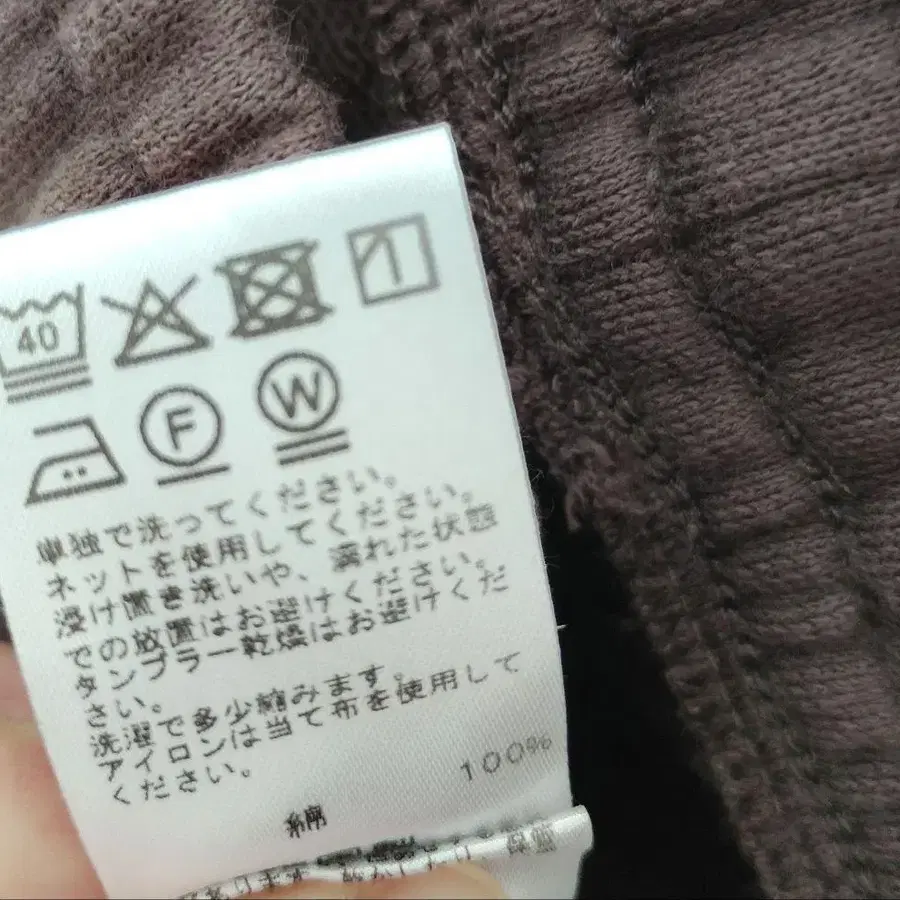 40
F W
単独で洗ってください。
ネットを使用してください。
浸け置き洗いや、濡れた状態
での放置はお避けください。
タンブラー乾燥はお避けくだ
さい。
洗濯で多少縮みます。
アイロンは当て布を使用して
ください。
綿 100%